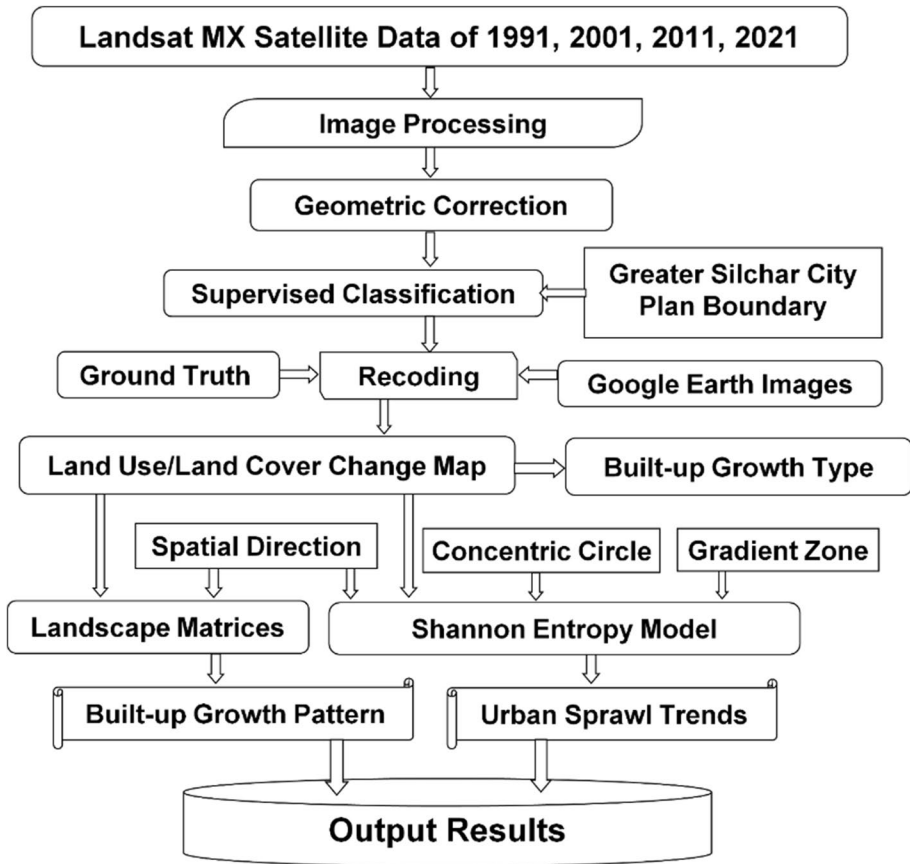 Landsat MX Satellite Data of 1991, 2001, 2011, 2021
Image Processing
Geometric Correction
Supervised Classification
Greater Silchar City
Plan Boundary
Ground Truth
Recoding
Google Earth Images
Land Use/Land Cover Change Map
Built-up Growth Type
Spatial Direction
Concentric Circle
Gradient Zone
Landscape Matrices
Shannon Entropy Model
Built-up Growth Pattern
Urban Sprawl Trends
Output Results